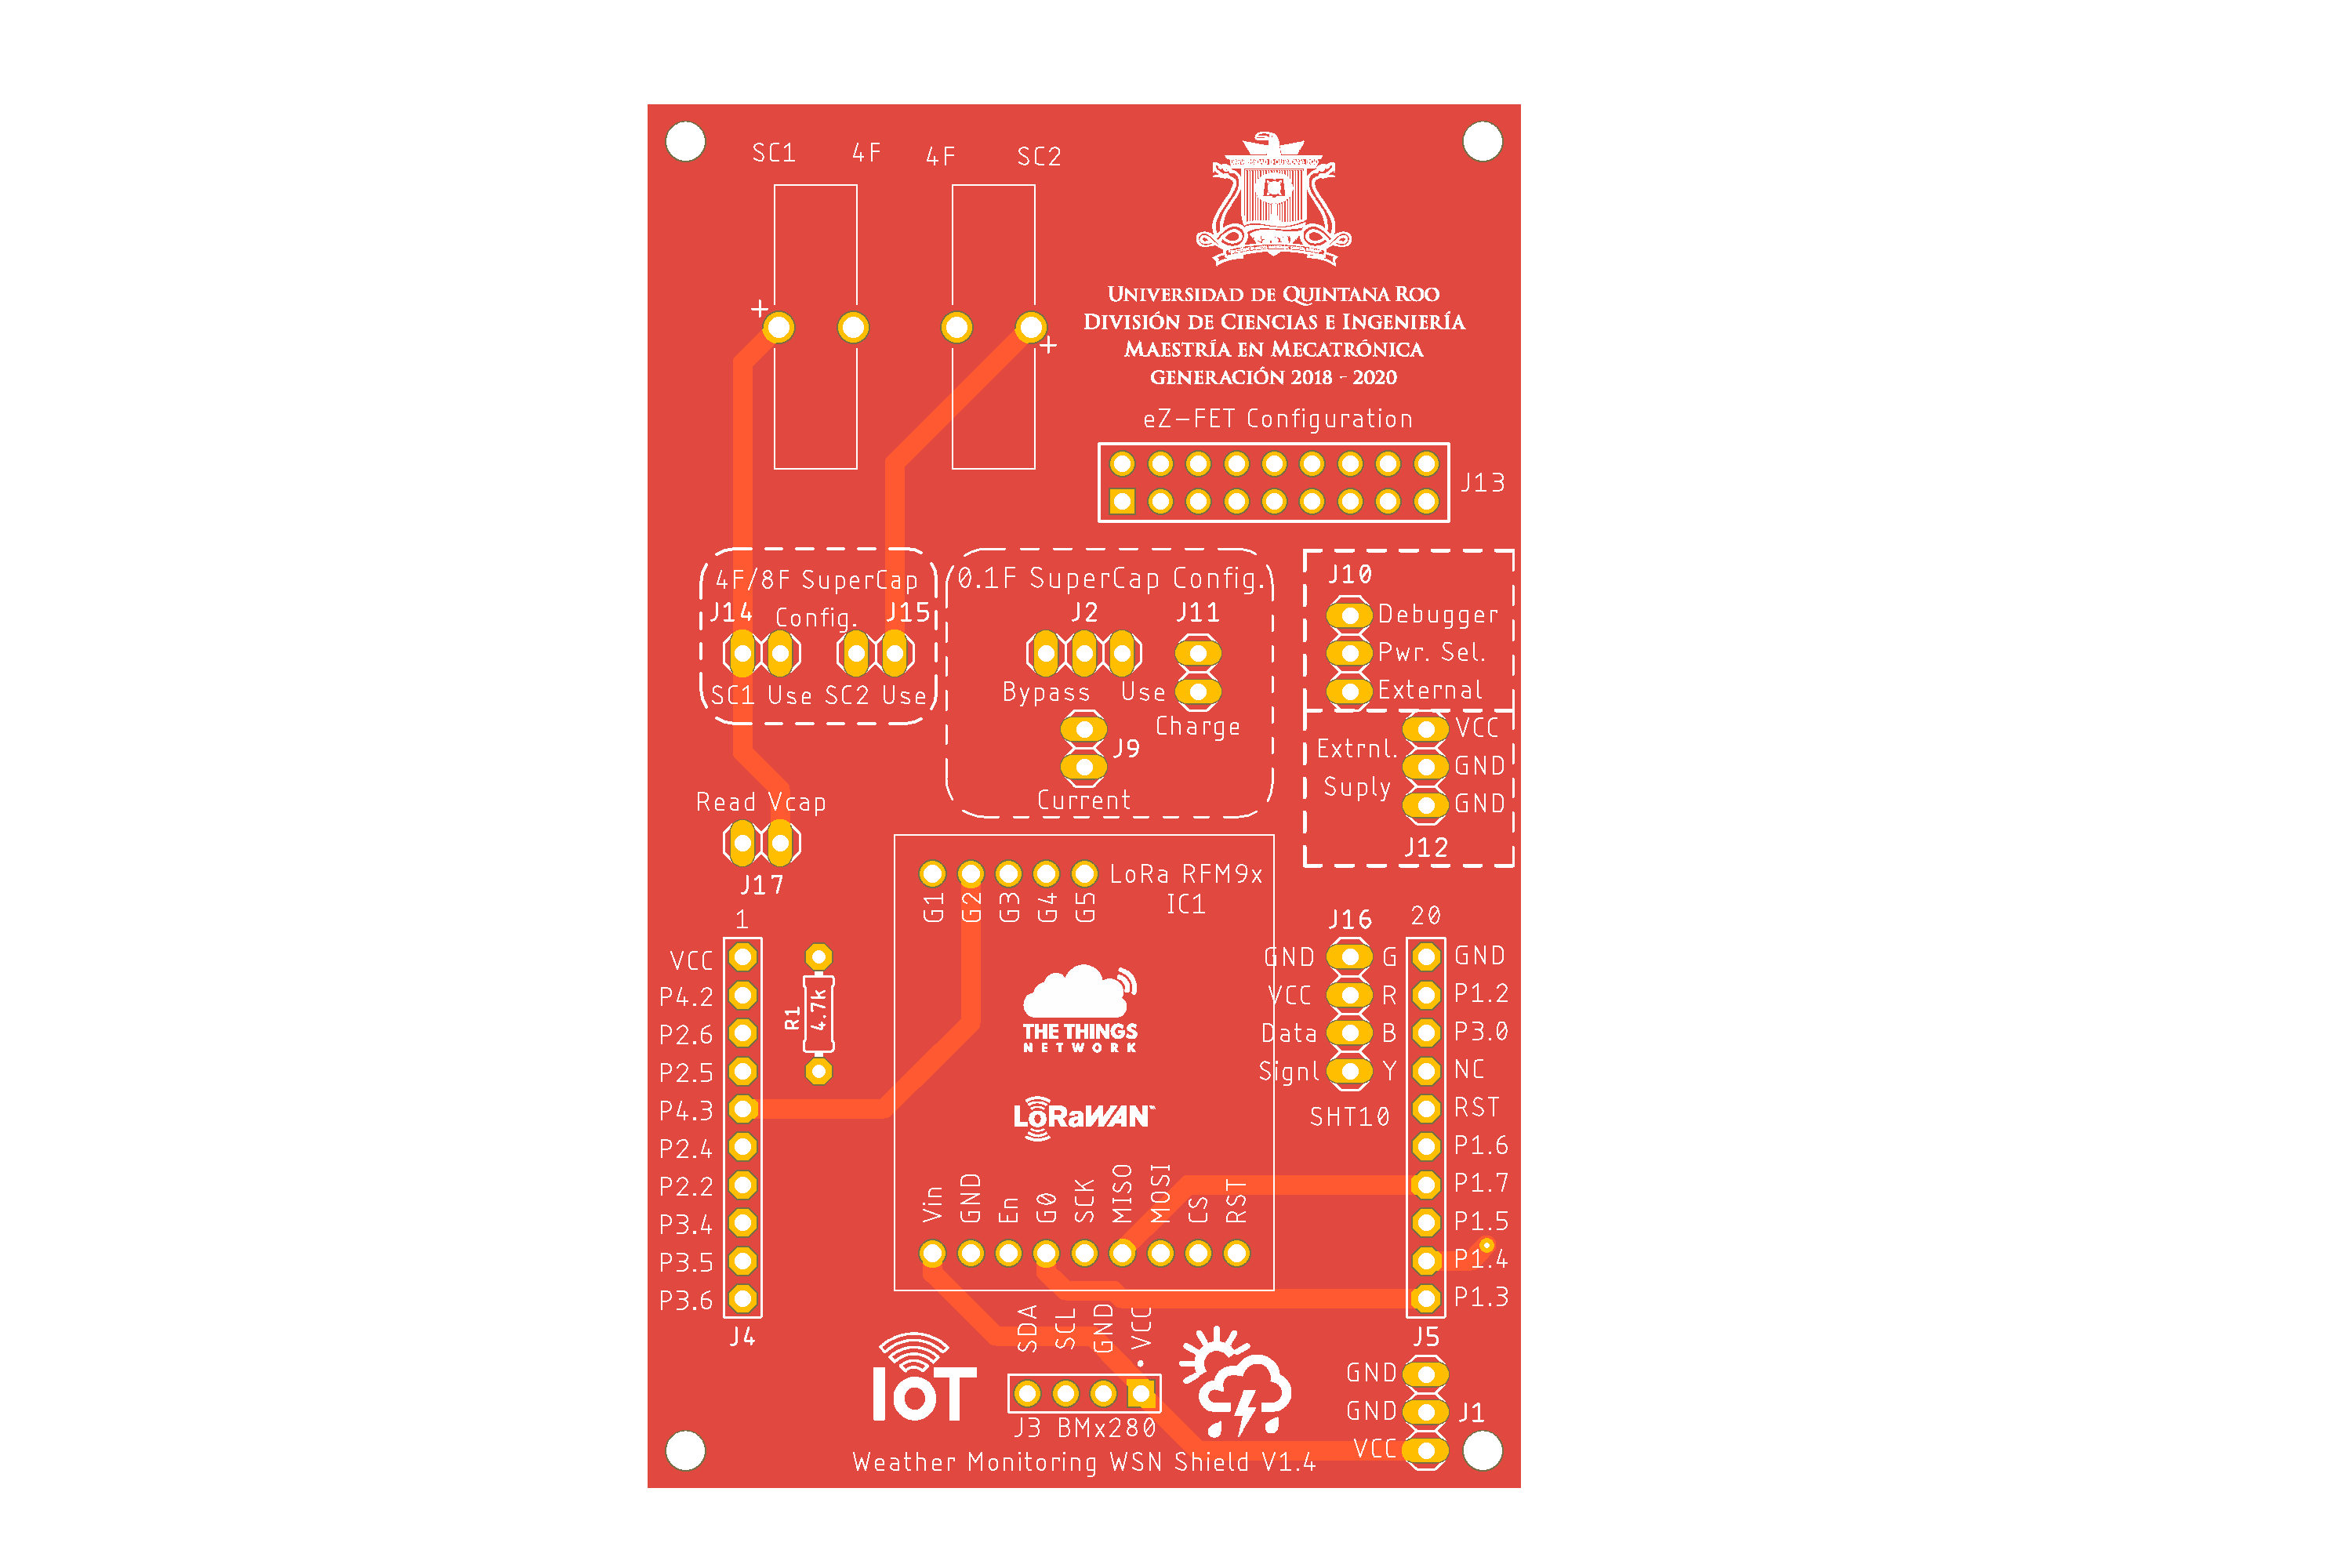 SC1 4F 4F SC2
+
+
UNIVERSIDAD DE QUINTANA ROO
DIVISIÓN DE CIENCIAS E INGENIERÍA
MAESTRÍA EN MECATRÓNICA
GENERACIÓN 2018 - 2020
eZ-FET Configuration
J13
4F/8F SuperCap
J14 Config. J15
SC1 Use SC2 Use
0.1F SuperCap Config.
J2 J11
Bypass Use
Charge
J9
Current
J10
Debugger
Pwr. Sel.
External
Extrnl.
Suply
VCC
GND
GND
J12
Read Vcap
J17
LoRa RFM9x
IC1
G1 G2 G3 G4 G5
THE THINGS
NETWORK
LoRaWAN™
Vin GND En G0 SCK MISO MOSI CS RST
1
VCC
P4.2
P2.6
P2.5
P4.3
P2.4
P2.2
P3.4
P3.5
P3.6
J4
R1
4.7k
J16
GND G
VCC R
Data B
Signl Y
SHT10
20
GND
P1.2
P3.0
NC
RST
P1.6
P1.7
P1.5
P1.4
P1.3
J5
IoT
SDA SCL GND VCC
J3 BMx280
GND
GND
VCC
J1
Weather Monitoring WSN Shield V1.4